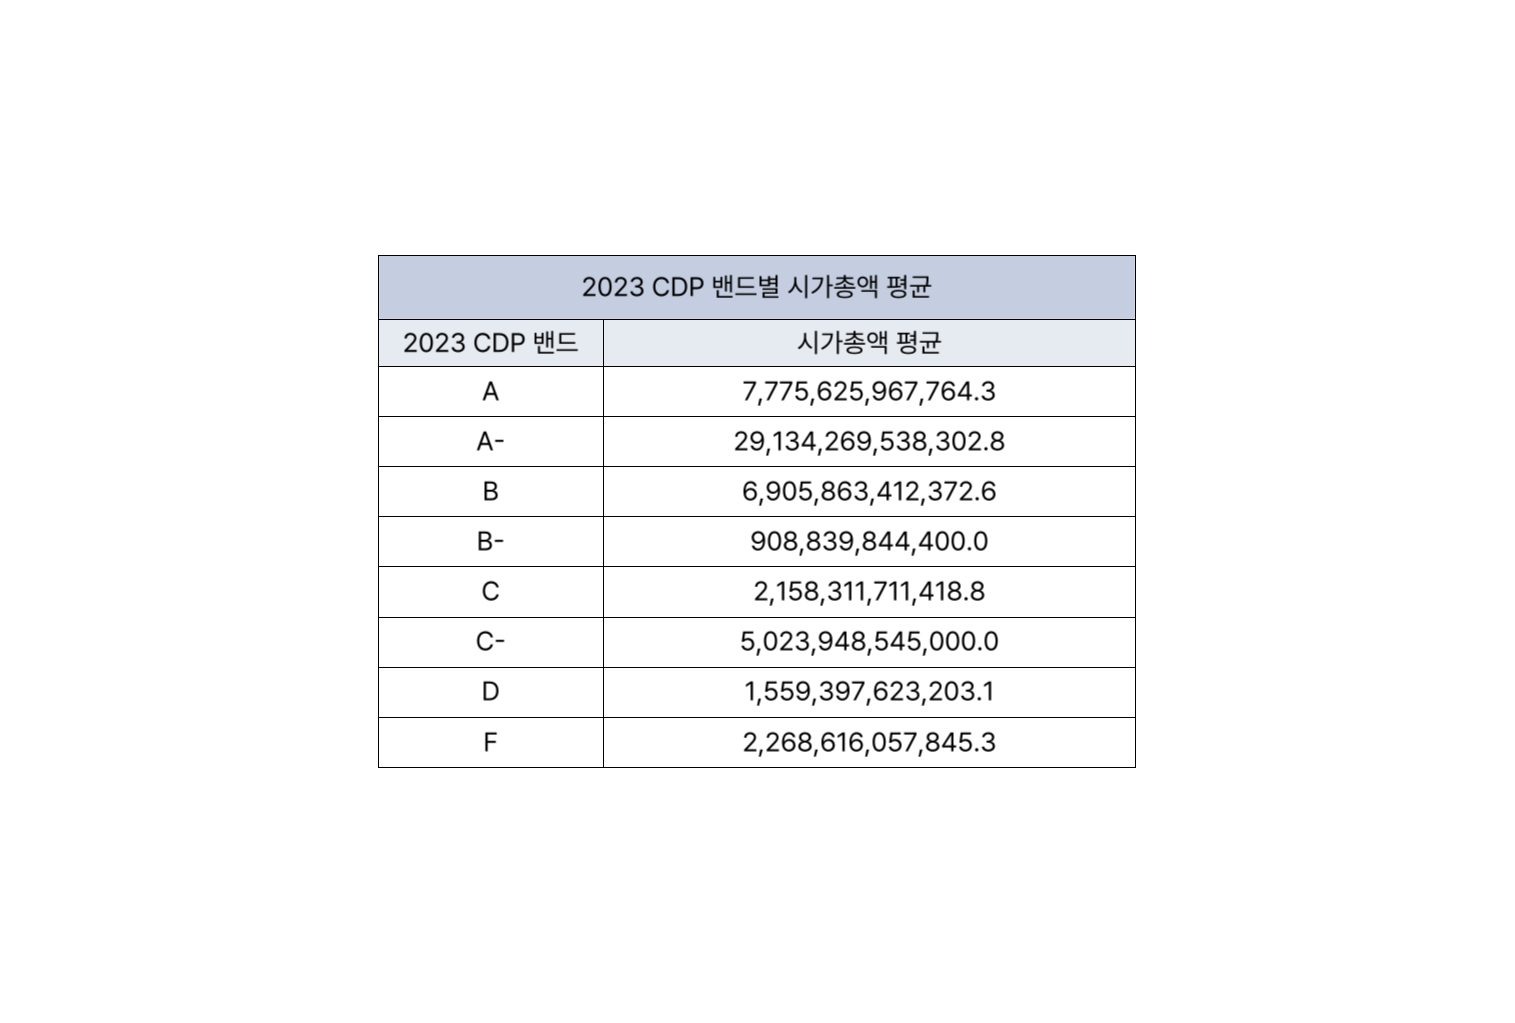 2023 CDP 밴드별 시가총액 평균
2023 CDP 밴드 시가총액 평균
A 7,775,625,967,764.3
A- 29,134,269,538,302.8
B 6,905,863,412,372.6
B- 908,839,844,400.0
C 2,158,311,711,418.8
C- 5,023,948,545,000.0
D 1,559,397,623,203.1
F 2,268,616,057,845.3